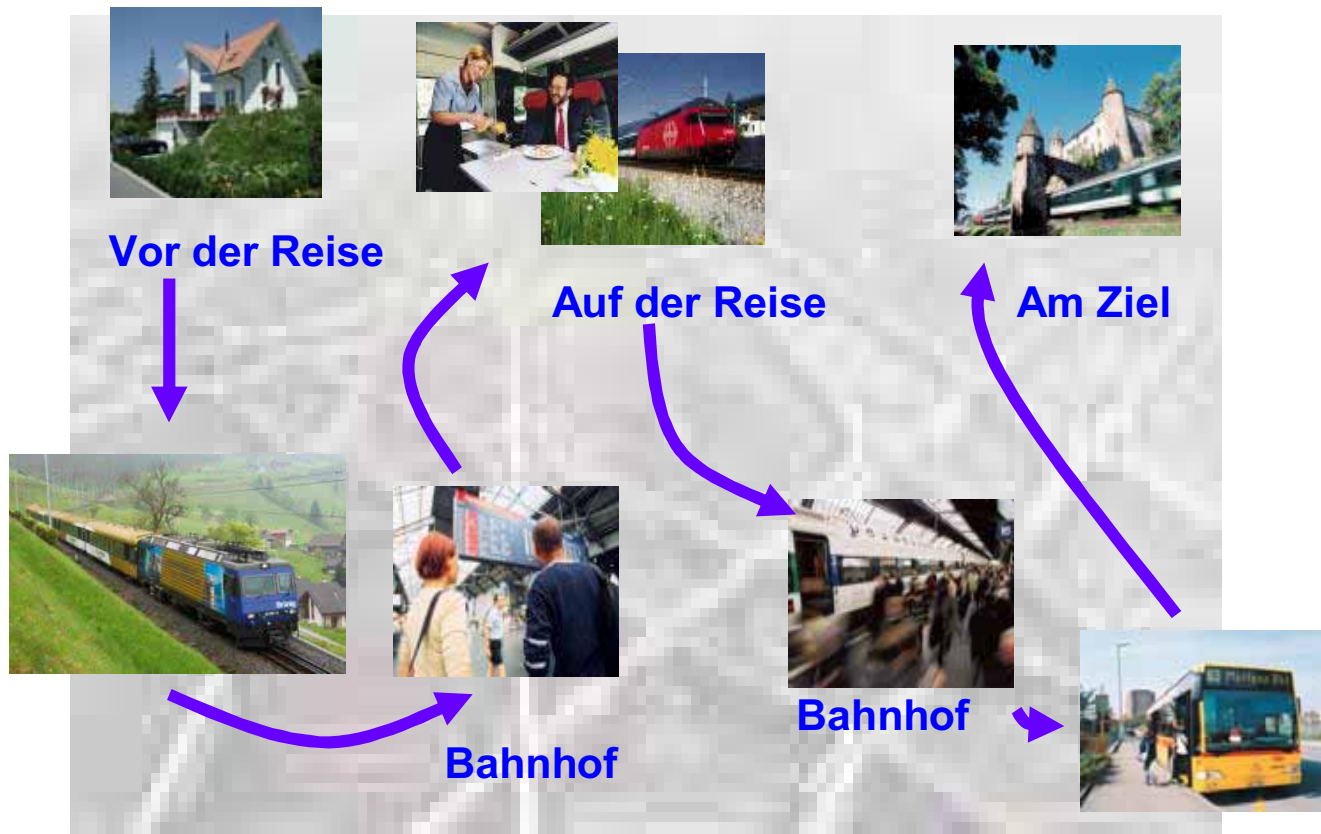 Vor der Reise
Auf der Reise
Am Ziel
Bahnhof
Bahnhof